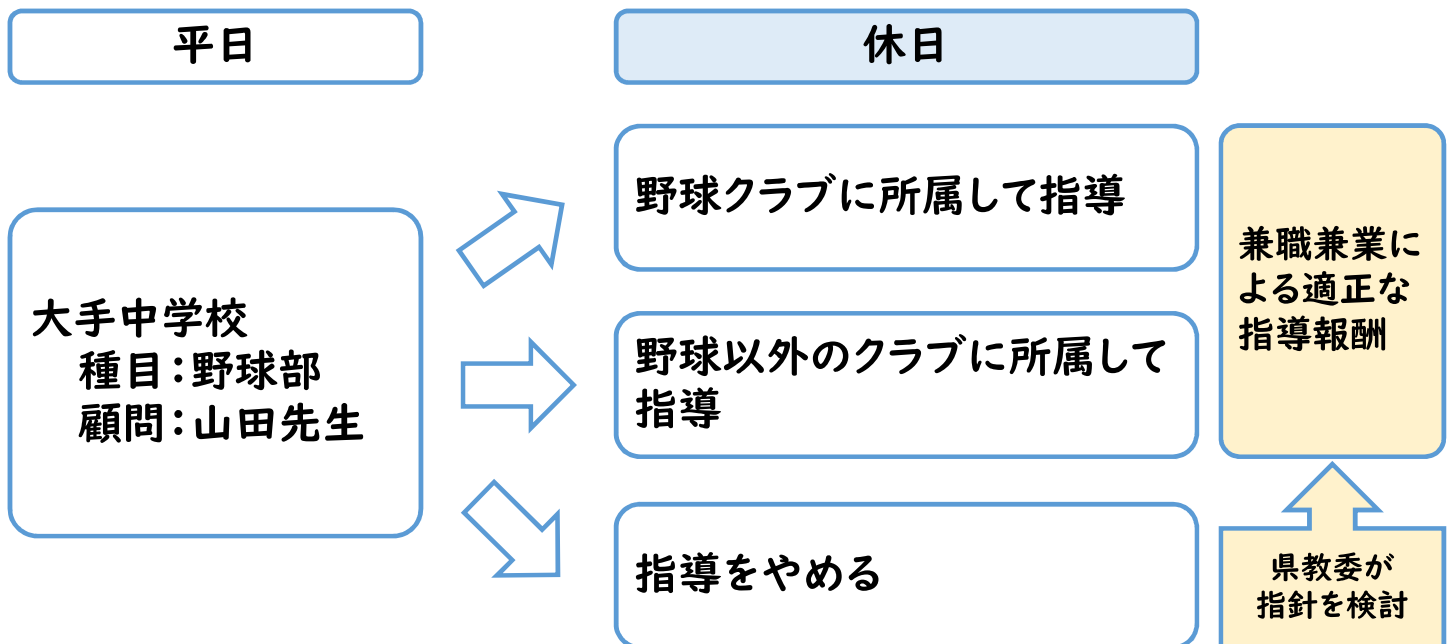 平日
休日
大手中学校
種目：野球部
顧問：山田先生
野球クラブに所属して指導
野球以外のクラブに所属して
指導
指導をやめる
兼職兼業に
よる適正な
指導報酬
県教委が
指針を検討